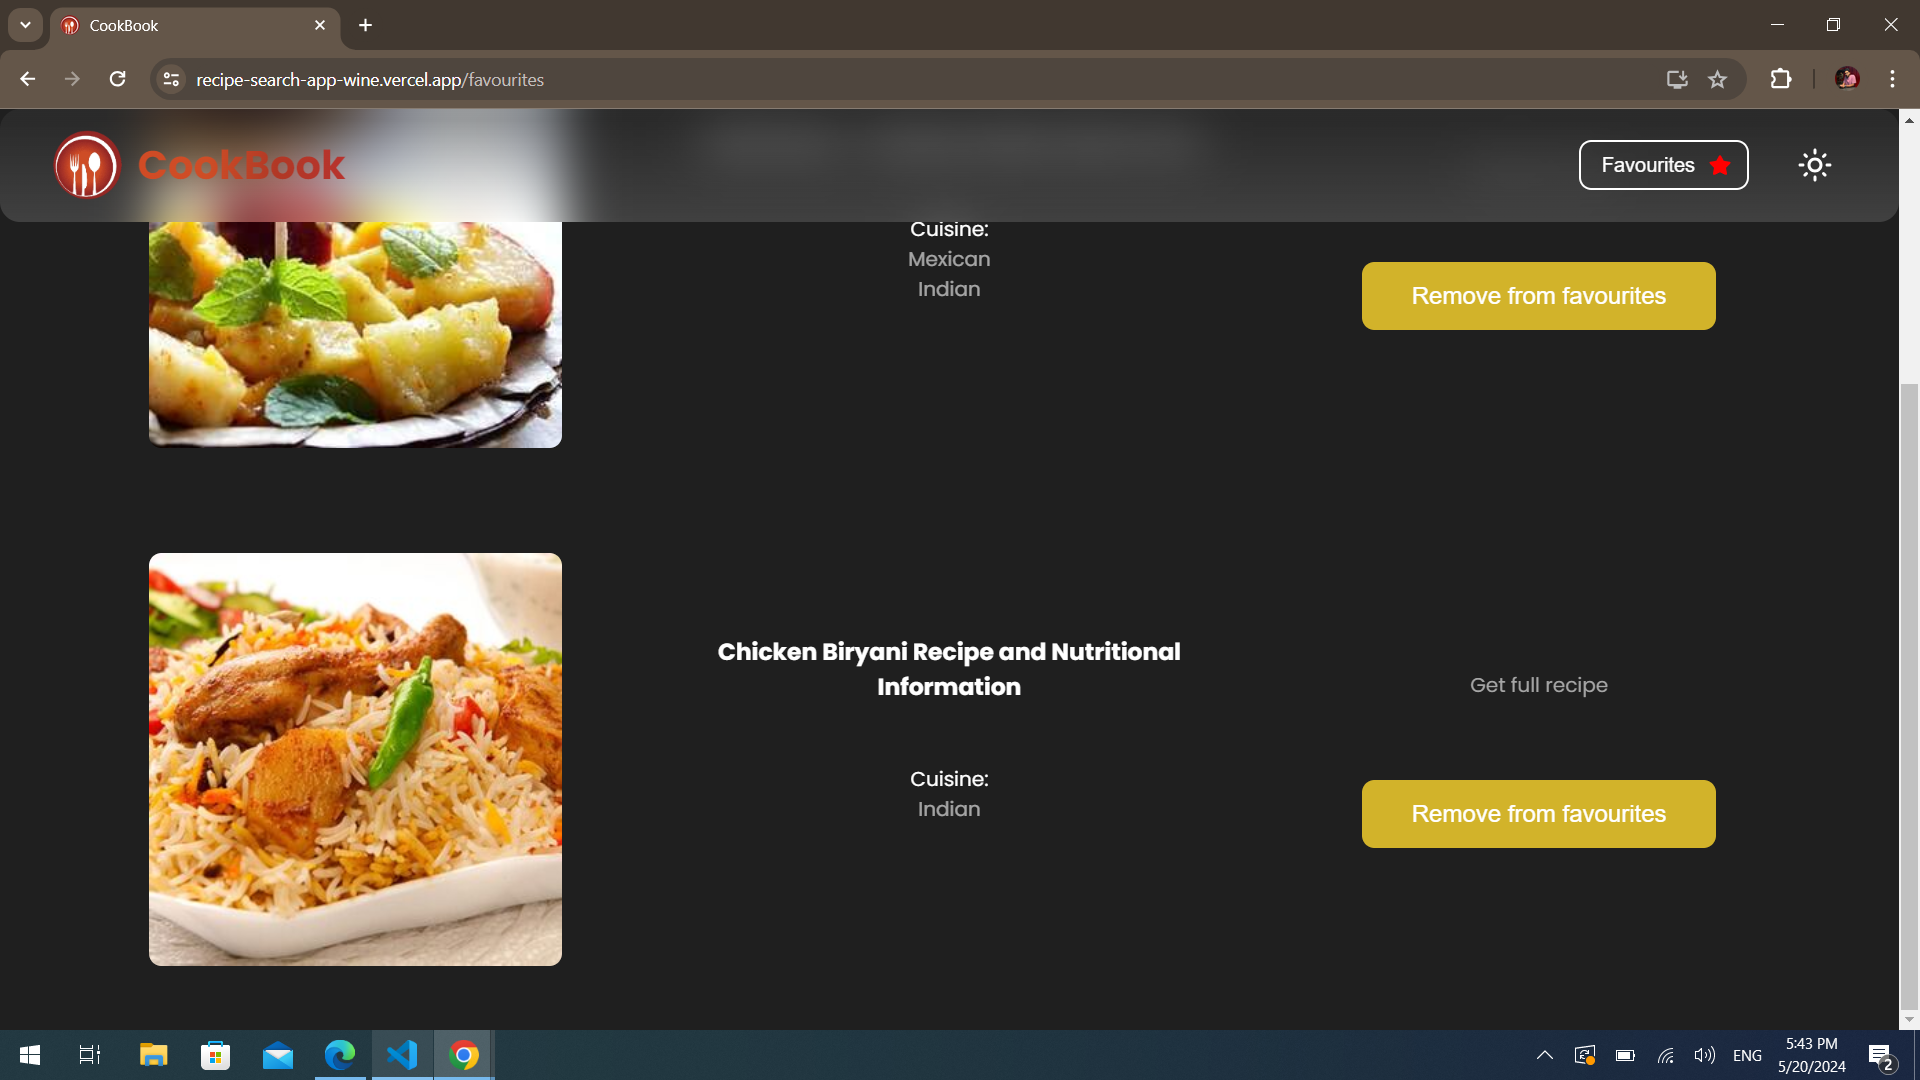 CookBook
recipe-search-app-wine.vercel.app/favourites
CookBook
Favourites
Cuisine:
Mexican
Indian
Remove from favourites
Chicken Biryani Recipe and Nutritional
Information
Get full recipe
Cuisine:
Indian
Remove from favourites
ENG
5:43 PM
5/20/2024
2